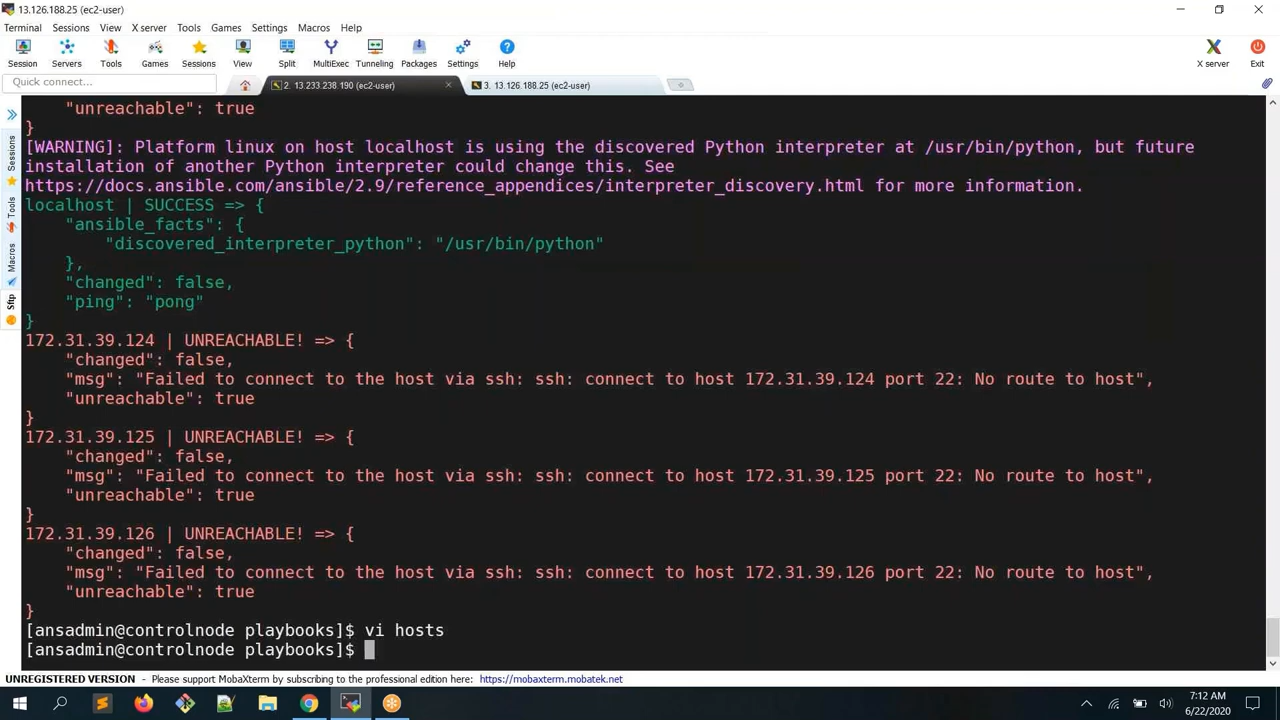 13.126.188.25 (ec2-user)
Terminal Sessions View X server Tools Games Settings Macros Help
Session Servers Tools Games Sessions View Split MultiExec Tunneling Packages Settings Help X server Exit
Quick connect...
2. 13.233.238.190 (ec2-user)
3. 13.126.188.25 (ec2-user)
Sessions
Tools
Macros
Sftp
"unreachable": true
}
[WARNING]: Platform linux on host localhost is using the discovered Python interpreter at /usr/bin/python, but future
installation of another Python interpreter could change this. See
https://docs.ansible.com/ansible/2.9/reference_appendices/interpreter_discovery.html for more information.
localhost | SUCCESS => {
"ansible_facts": {
"discovered_interpreter_python": "/usr/bin/python"
},
"changed": false,
"ping": "pong"
}
172.31.39.124 | UNREACHABLE! => {
"changed": false,
"msg": "Failed to connect to the host via ssh: ssh: connect to host 172.31.39.124 port 22: No route to host",
"unreachable": true
}
172.31.39.125 | UNREACHABLE! => {
"changed": false,
"msg": "Failed to connect to the host via ssh: ssh: connect to host 172.31.39.125 port 22: No route to host",
"unreachable": true
}
172.31.39.126 | UNREACHABLE! => {
"changed": false,
"msg": "Failed to connect to the host via ssh: ssh: connect to host 172.31.39.126 port 22: No route to host",
"unreachable": true
}
[ansadmin@controlnode playbooks]$ vi hosts
[ansadmin@controlnode playbooks]$
UNREGISTERED VERSION - Please support MobaXterm by subscribing to the professional edition here: https://mobaxterm.mobatek.net
7:12 AM
6/22/2020